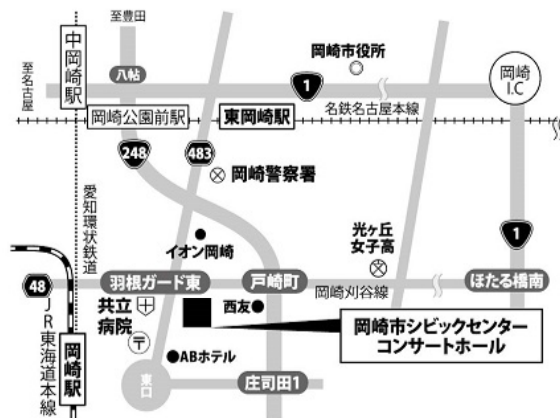 至豊田
中岡崎駅
至名古屋
八帖
岡崎市役所
1
岡崎
I.C
名鉄名古屋本線
岡崎公園前駅
東岡崎駅
248
483
岡崎警察署
愛知環状鉄道
イオン岡崎
光ヶ丘
女子高
1
48
羽根ガード東
戸崎町
岡崎刈谷線
ほたる橋南
JR東海道本線
岡崎駅
共立
病院
西友
岡崎市シビックセンター
コンサートホール
〒
ABホテル
東口
庄司田1